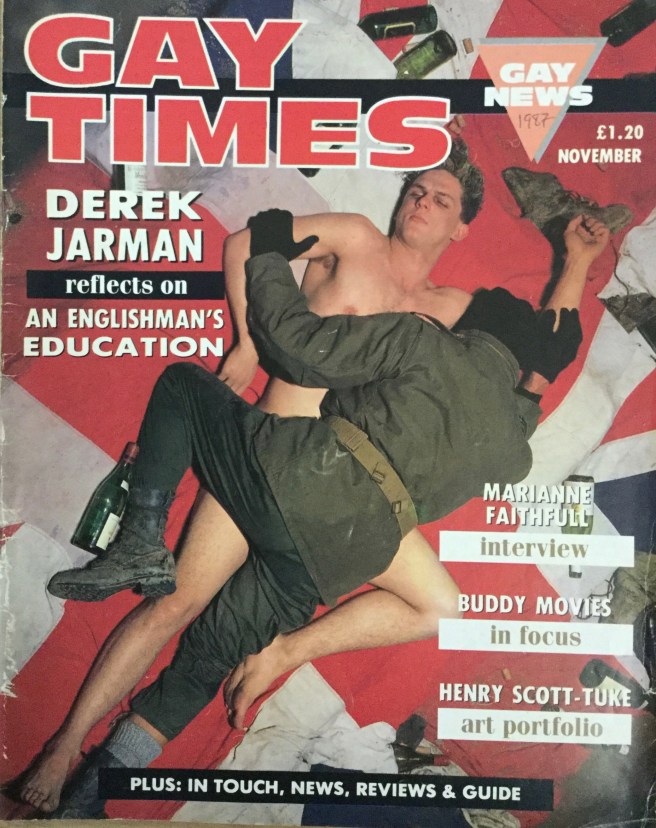 GAY
TIMES
GAY
NEWS
1987
£1.20
NOVEMBER
DEREK
JARMAN
reflects on
AN ENGLISHMAN'S
EDUCATION
MARIANNE
FAITHFULL
interview
BUDDY MOVIES
in focus
HENRY SCOTT-TUKE
art portfolio
PLUS: IN TOUCH, NEWS, REVIEWS & GUIDE